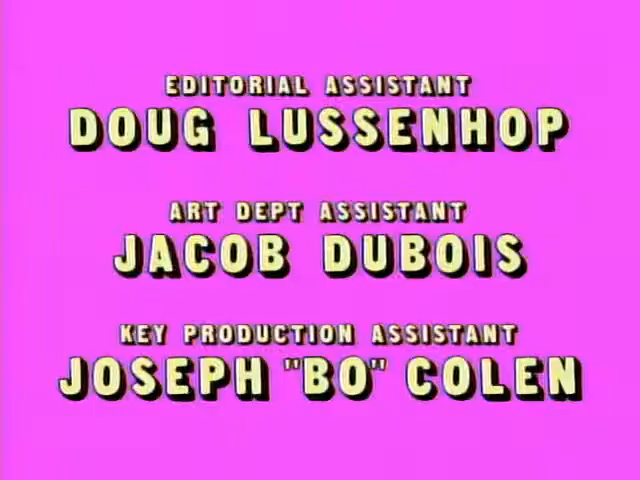 EDITORIAL ASSISTANT
DOUG LUSSENHOP
ART DEPT ASSISTANT
JACOB DUBOIS
KEY PRODUCTION ASSISTANT
JOSEPH "BO" COLEN